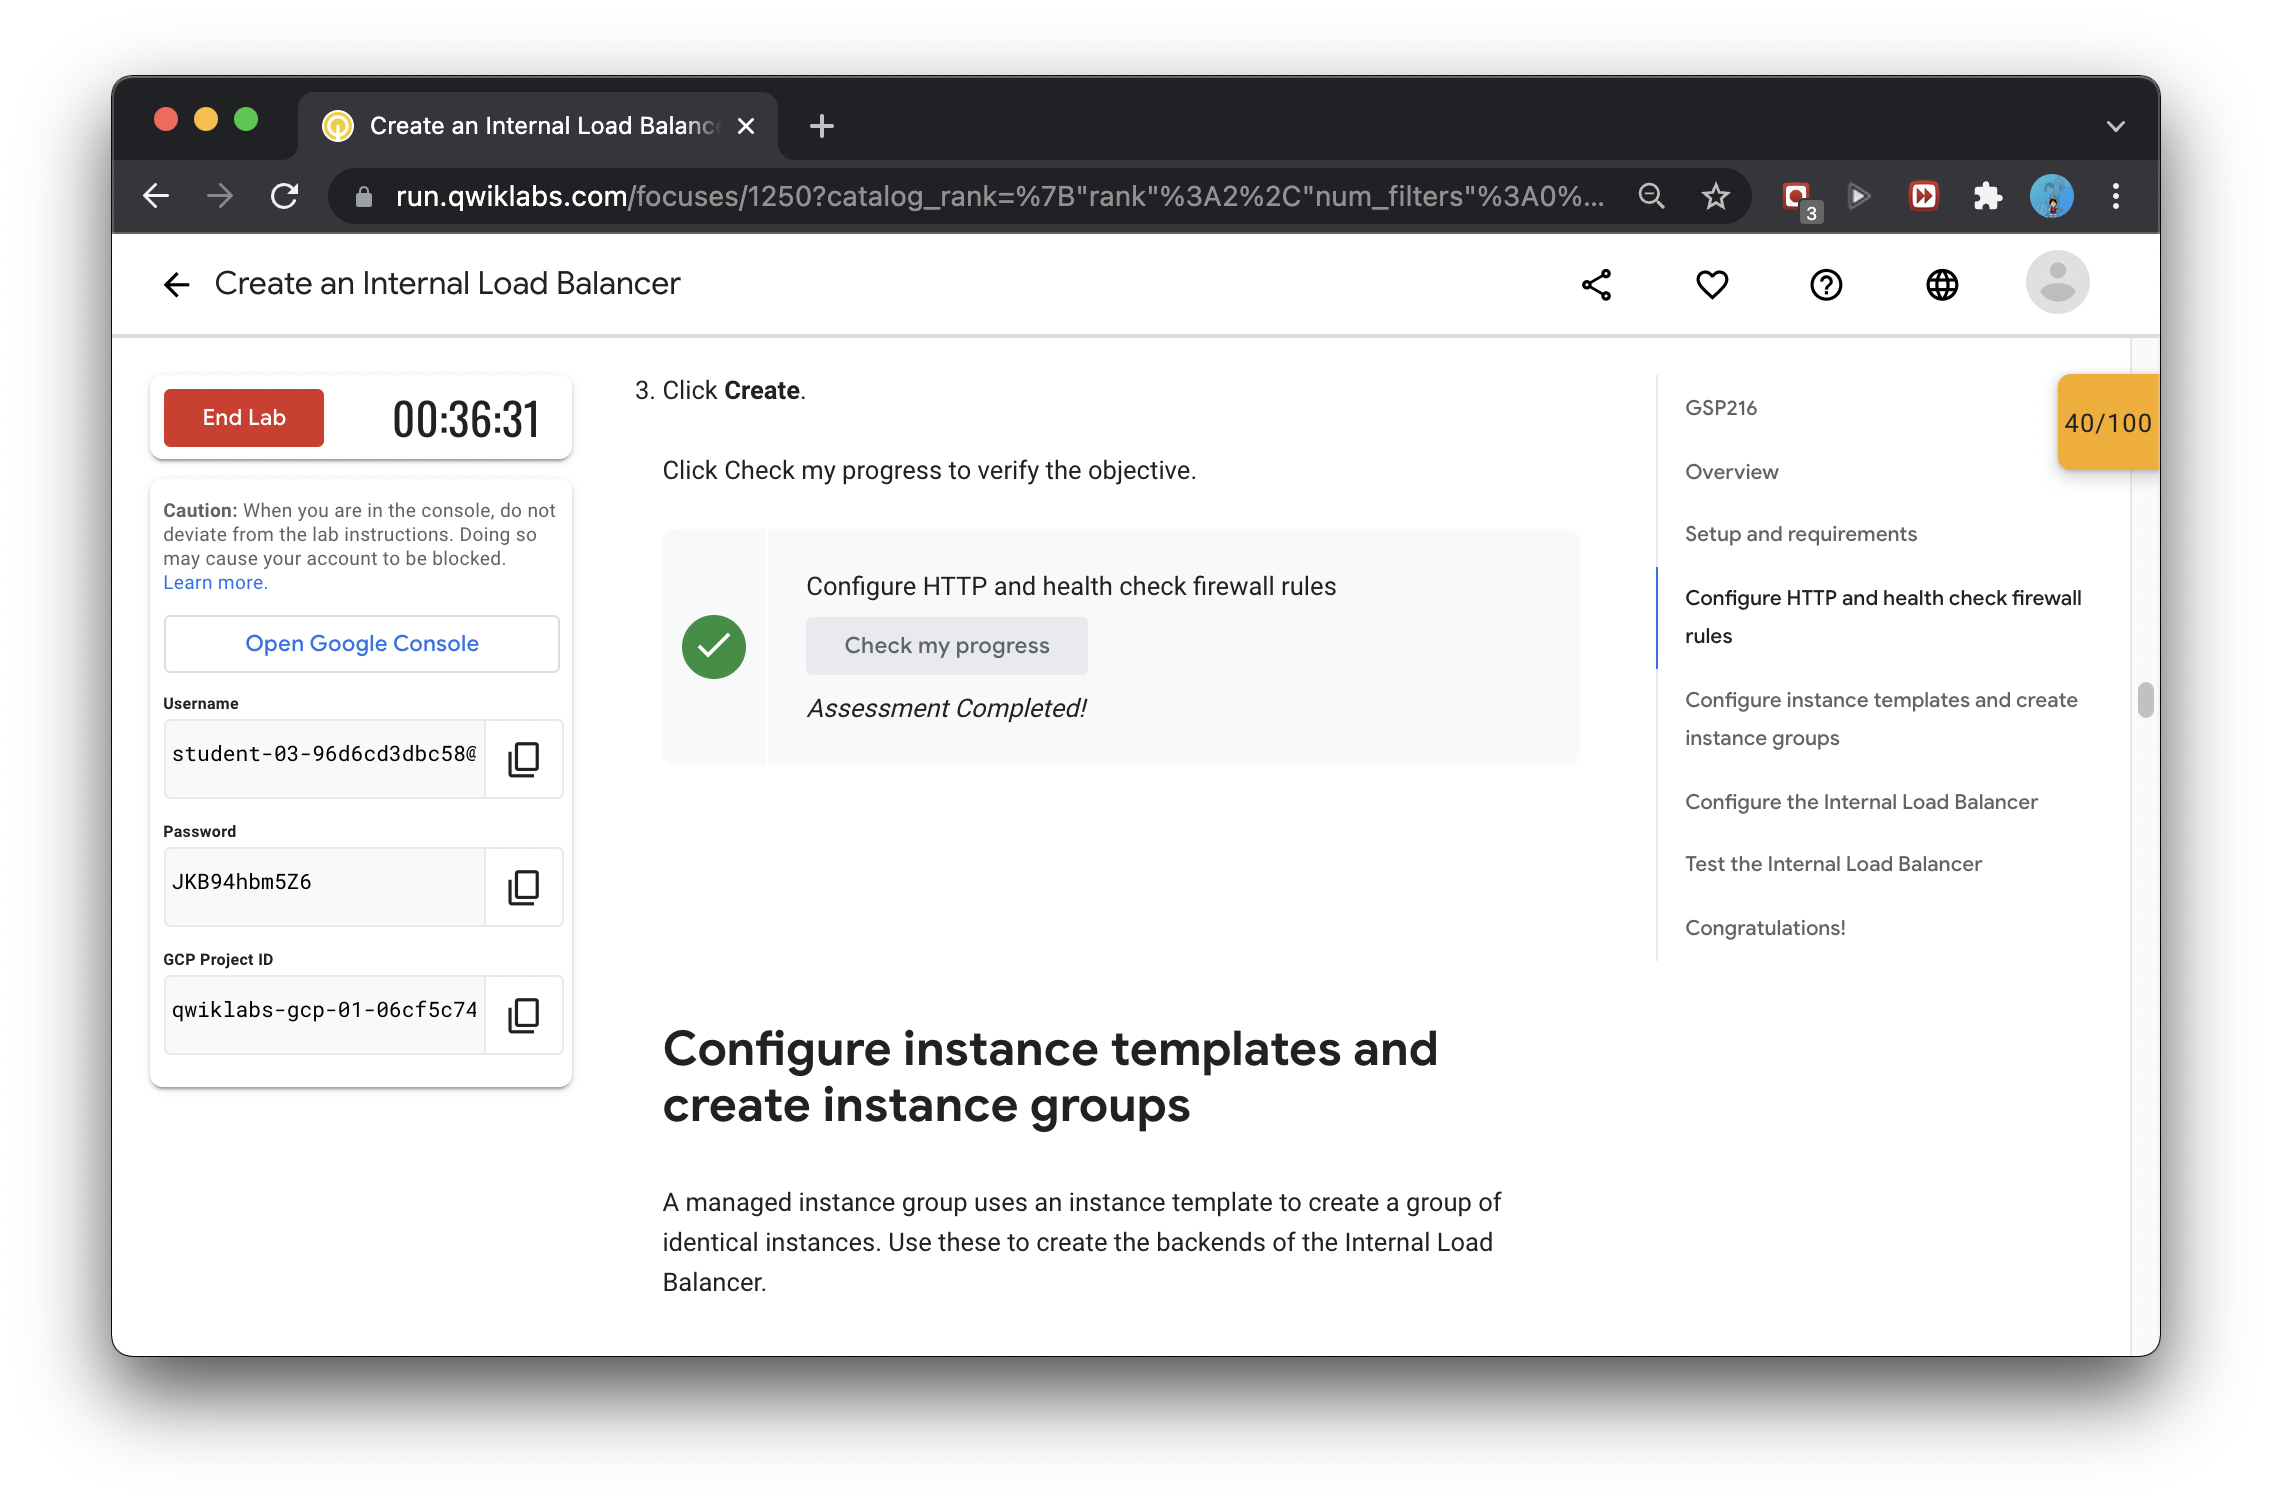 Create an Internal Load Balanc
run.qwiklabs.com/focuses/1250?catalog_rank=%7B"rank"%3A2%2C"num_filters"%3A0%...
3
Create an Internal Load Balancer
End Lab
00:36:31
Caution: When you are in the console, do not
deviate from the lab instructions. Doing so
may cause your account to be blocked.
Learn more.
Open Google Console
Username
student-03-96d6cd3dbc58@
Password
JKB94hbm5Z6
GCP Project ID
qwiklabs-gcp-01-06cf5c74
3. Click Create.
Click Check my progress to verify the objective.
Configure HTTP and health check firewall rules
Check my progress
Assessment Completed!
Configure instance templates and
create instance groups
A managed instance group uses an instance template to create a group of
identical instances. Use these to create the backends of the Internal Load
Balancer.
GSP216
Overview
Setup and requirements
Configure HTTP and health check firewall
rules
Configure instance templates and create
instance groups
Configure the Internal Load Balancer
Test the Internal Load Balancer
Congratulations!
40/100